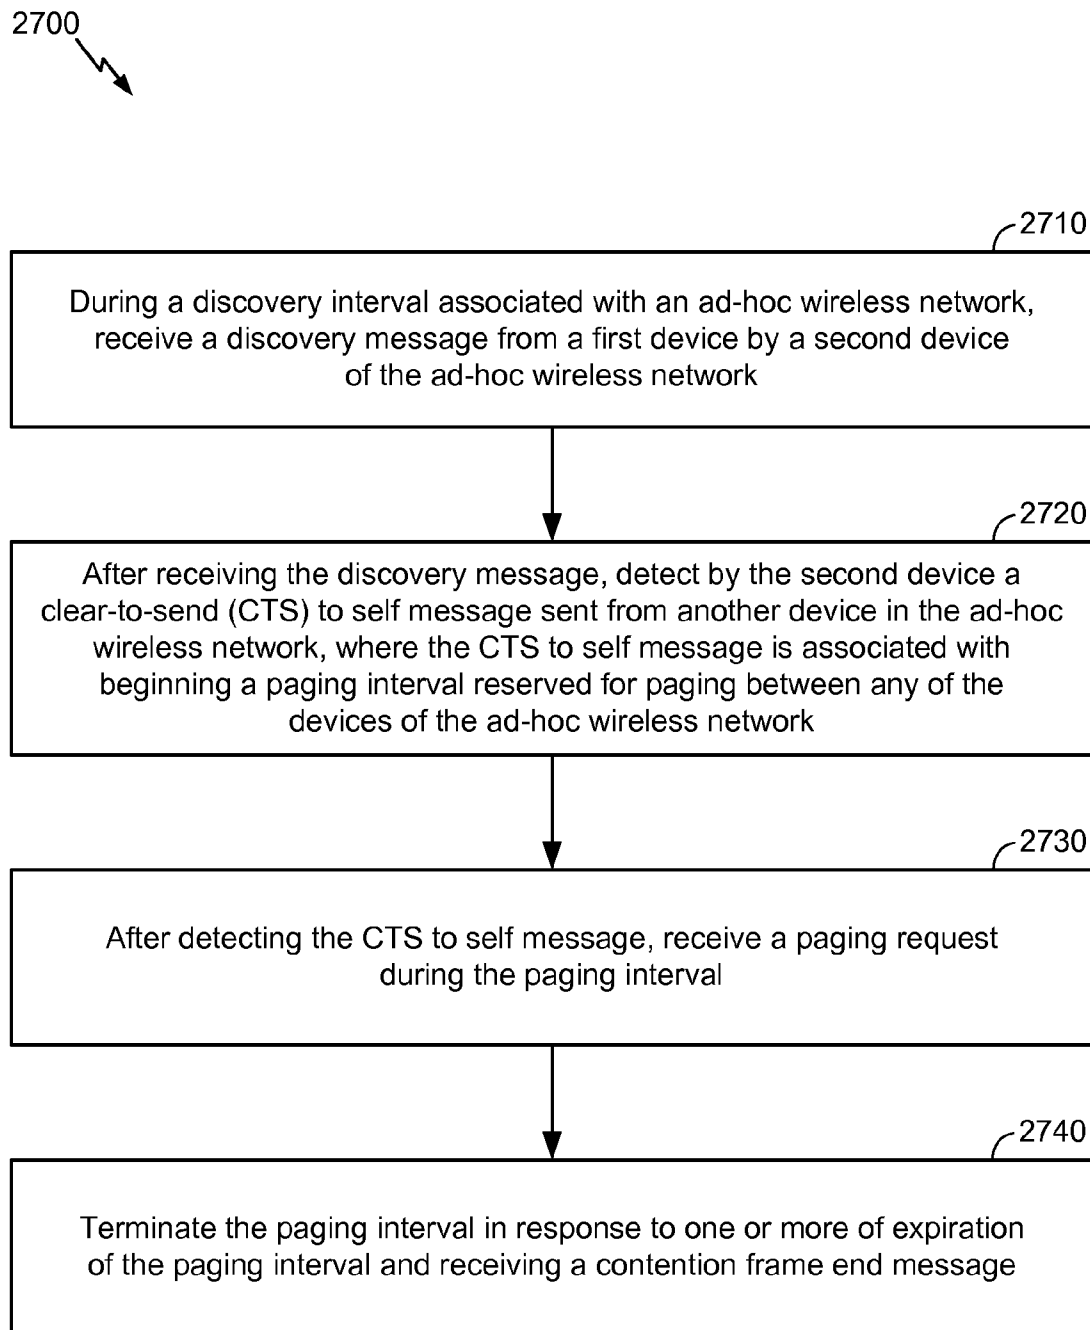 2700
2710
During a discovery interval associated with an ad-hoc wireless network,
receive a discovery message from a first device by a second device
of the ad-hoc wireless network
2720
After receiving the discovery message, detect by the second device a
clear-to-send (CTS) to self message sent from another device in the ad-hoc
wireless network, where the CTS to self message is associated with
beginning a paging interval reserved for paging between any of the
devices of the ad-hoc wireless network
2730
After detecting the CTS to self message, receive a paging request
during the paging interval
2740
Terminate the paging interval in response to one or more of expiration
of the paging interval and receiving a contention frame end message